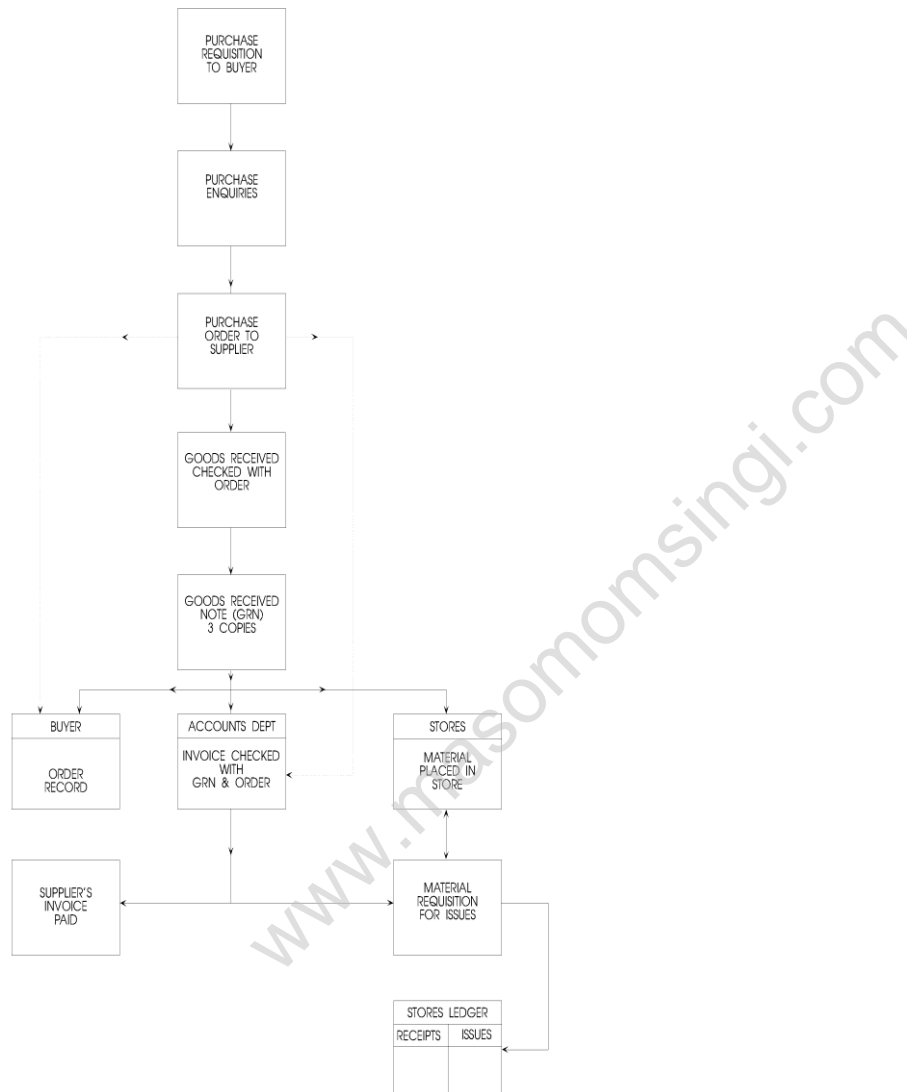 PURCHASE
REQUISITION
TO BUYER
PURCHASE
ENQUIRIES
PURCHASE
ORDER TO
SUPPLIER
GOODS RECEIVED
CHECKED WITH
ORDER
GOODS RECEIVED
NOTE (GRN)
3 COPIES
BUYER
ORDER
RECORD
ACCOUNTS DEPT
INVOICE CHECKED
WITH
GRN & ORDER
STORES
MATERIAL
PLACED IN
STORE
SUPPLIER'S
INVOICE
PAID
MATERIAL
REQUISITION
FOR ISSUES
STORES LEDGER
RECEIPTS ISSUES
www.masomomsingi.com